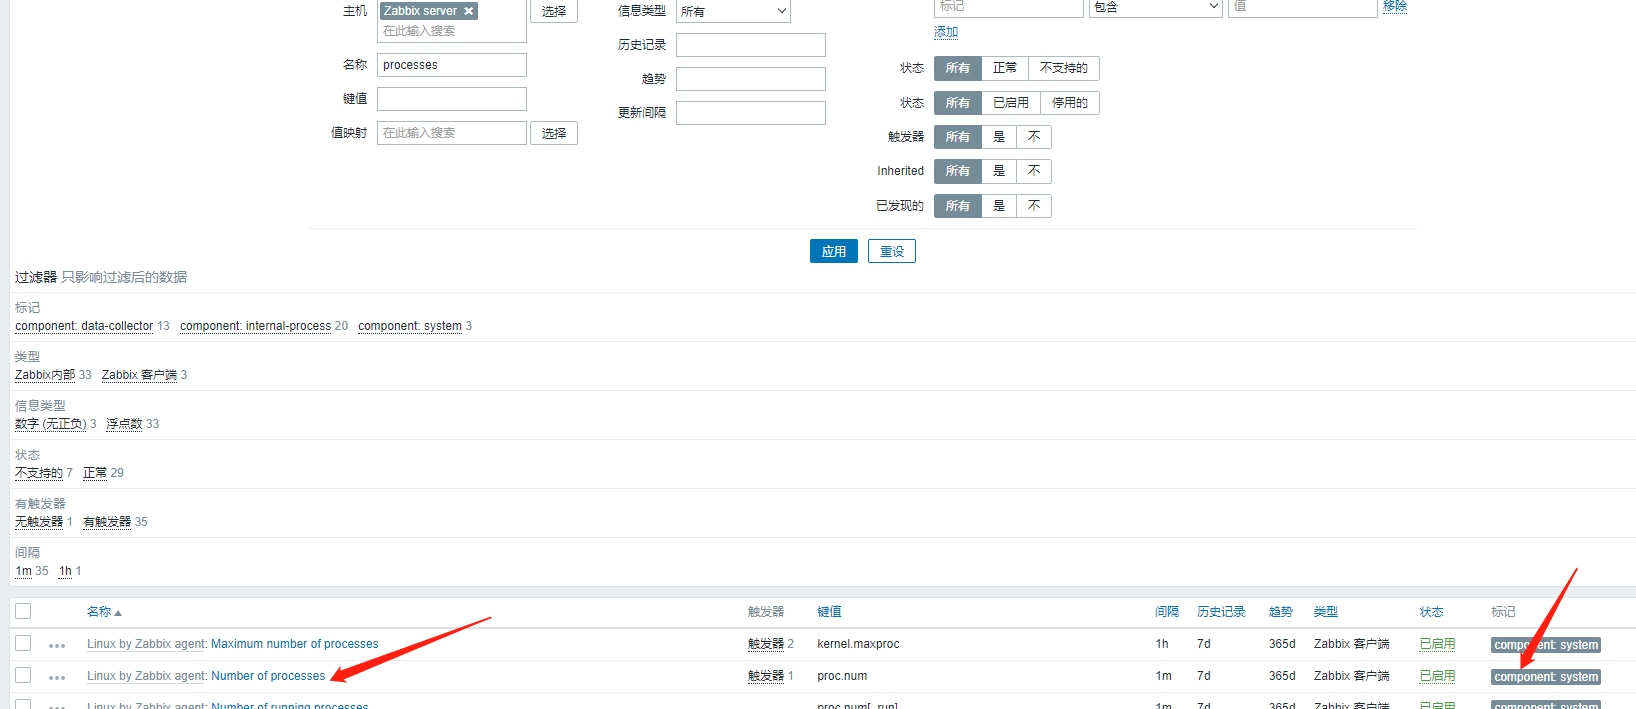 主机 Zabbix server ✖ 选择 信息类型 所有 标记 包含 值 移除
在此输入搜索
添加
历史记录
名称 processes
状态 所有 正常 不支持的
趋势
键值
状态 所有 已启用 停用的
更新间隔
值映射 在此输入搜索 选择
触发器 所有 是 不
Inherited 所有 是 不
已发现的 所有 是 不
应用 重设
过滤器 只影响过滤后的数据
标记
component: data-collector 13 component: internal-process 20 component: system 3
类型
Zabbix内部 33 Zabbix 客户端 3
信息类型
数字 (无正负) 3 浮点数 33
状态
不支持的 7 正常 29
有触发器
无触发器 1 有触发器 35
间隔
1m 35 1h 1
名称 触发器 键值 间隔 历史记录 趋势 类型 状态 标记
Linux by Zabbix agent: Maximum number of processes 触发器 2 kernel.maxproc 1h 7d 365d Zabbix 客户端 已启用 component: system
Linux by Zabbix agent: Number of processes 触发器 1 proc.num 1m 7d 365d Zabbix 客户端 已启用 component: system
Linux by Zabbix agent: Number of running processes proc.num[,,run] 1m 7d 365d Zabbix 客户端 已启用 component: system